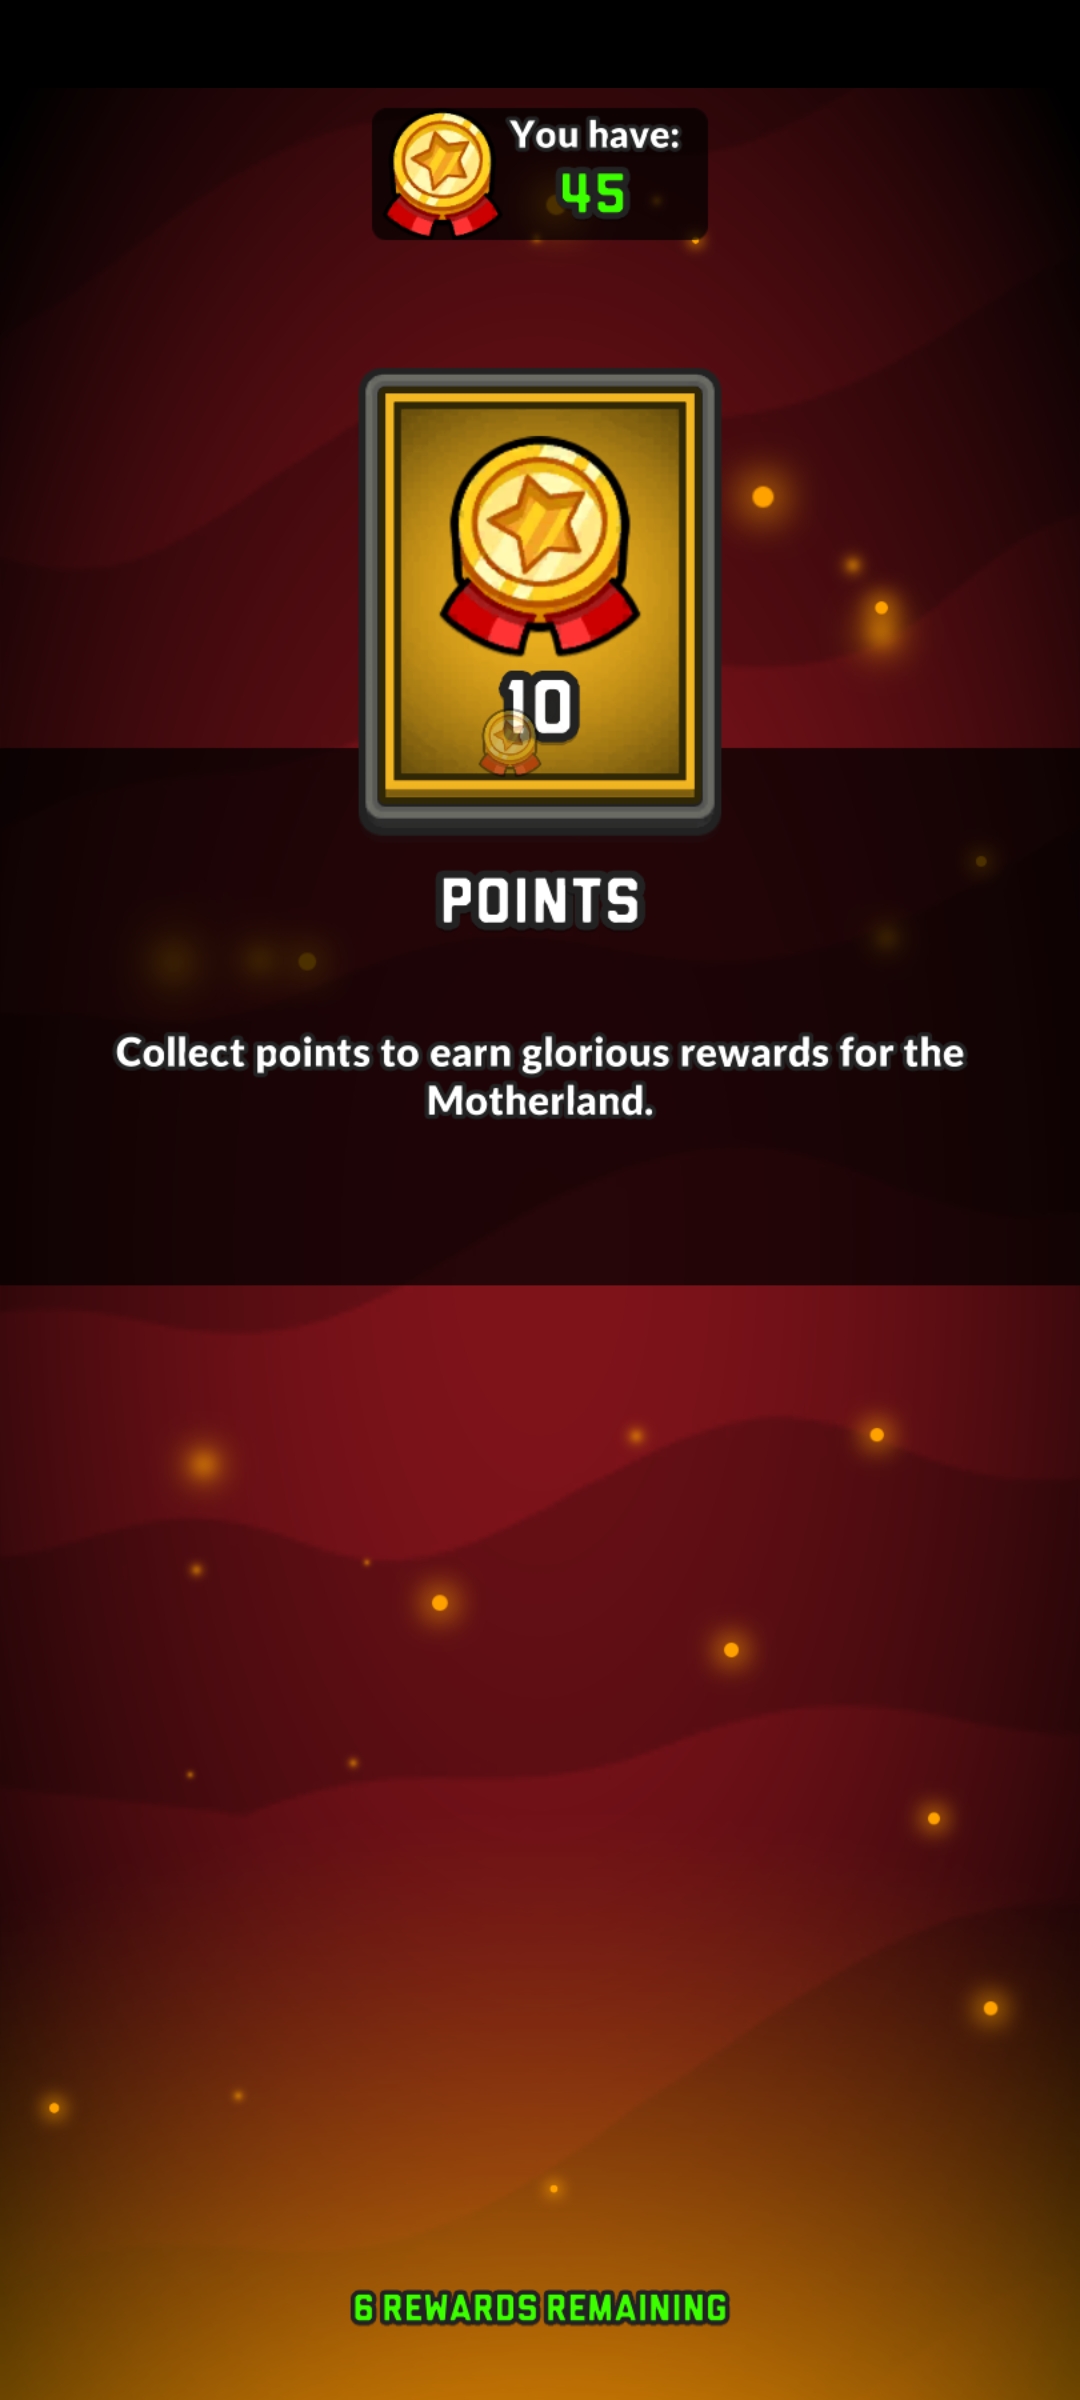 You have:
45
10
POINTS
Collect points to earn glorious rewards for the
Motherland.
6 REWARDS REMAINING